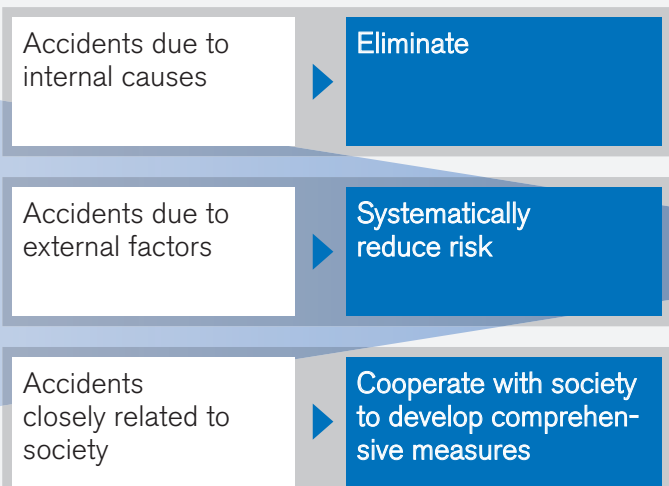 Accidents due to
internal causes
Eliminate
Accidents due to
external factors
Systematically
reduce risk
Accidents
closely related to
society
Cooperate with society
to develop comprehen-
sive measures